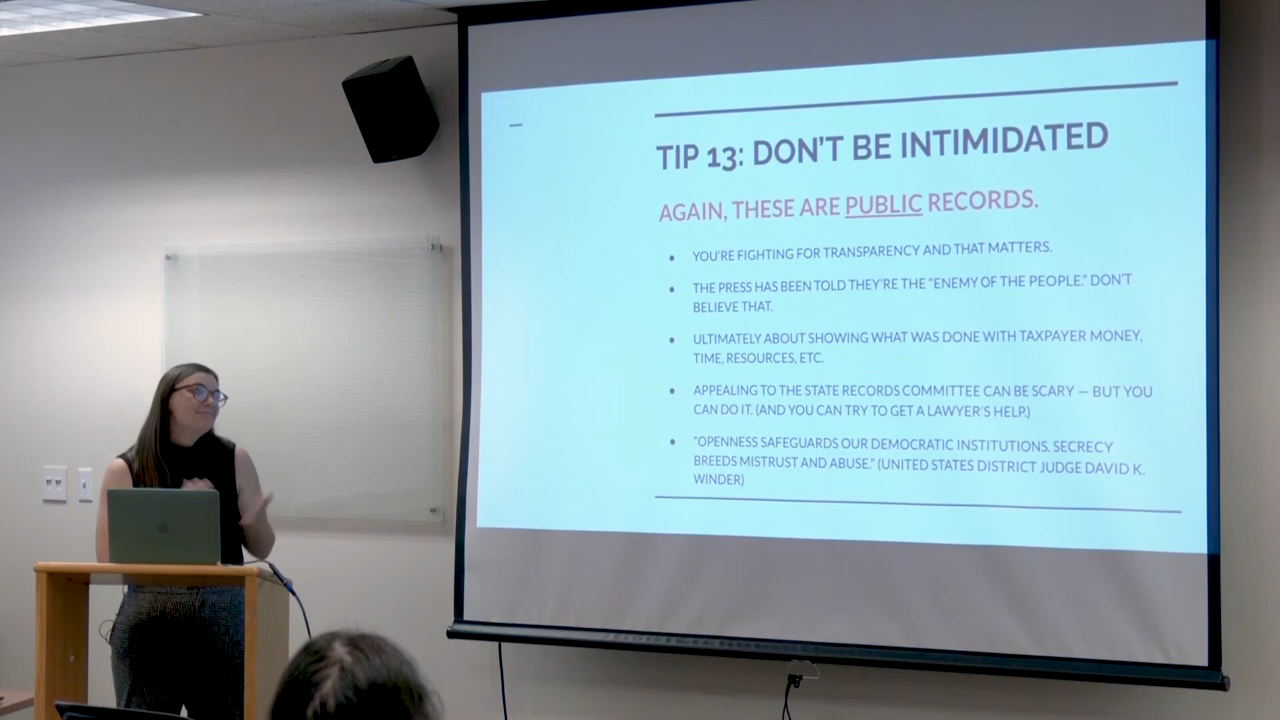 TIP 13: DON'T BE INTIMIDATED
AGAIN, THESE ARE PUBLIC RECORDS.
• YOU'RE FIGHTING FOR TRANSPARENCY AND THAT MATTERS.
• THE PRESS HAS BEEN TOLD THEY'RE THE "ENEMY OF THE PEOPLE." DON'T
BELIEVE THAT.
• ULTIMATELY ABOUT SHOWING WHAT WAS DONE WITH TAXPAYER MONEY,
TIME, RESOURCES, ETC.
• APPEALING TO THE STATE RECORDS COMMITTEE CAN BE SCARY — BUT YOU
CAN DO IT. (AND YOU CAN TRY TO GET A LAWYER'S HELP.)
• "OPENNESS SAFEGUARDS OUR DEMOCRATIC INSTITUTIONS. SECRECY
BREEDS MISTRUST AND ABUSE." (UNITED STATES DISTRICT JUDGE DAVID K.
WINDER)